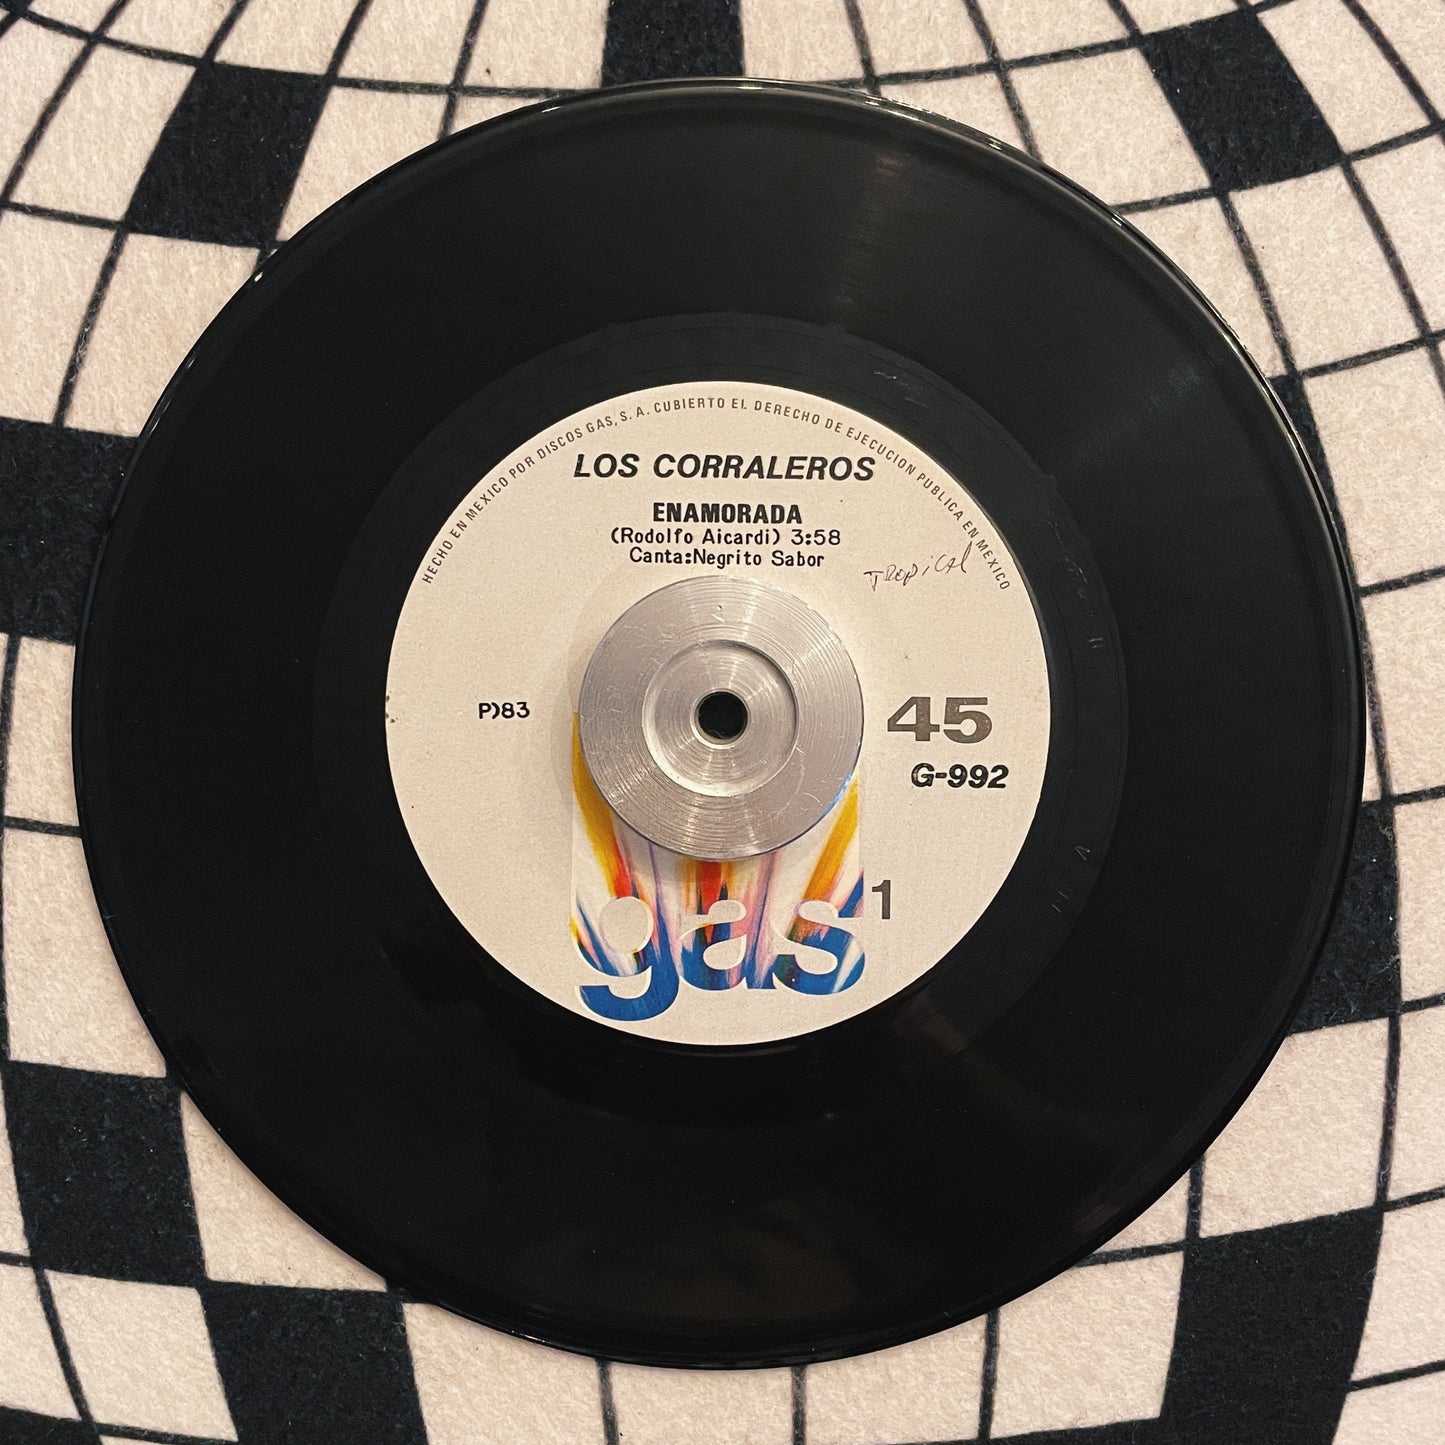 HECHO EN MEXICO POR DISCOS GAS, S. A. CUBIERTO EL DERECHO DE EJECUCION PUBLICA EN MEXICO
LOS CORRALEROS
ENAMORADA
(Rodolfo Aicardi) 3:58
Canta:Negrito Sabor
Tropical
P)83
45
G-992
1
gas